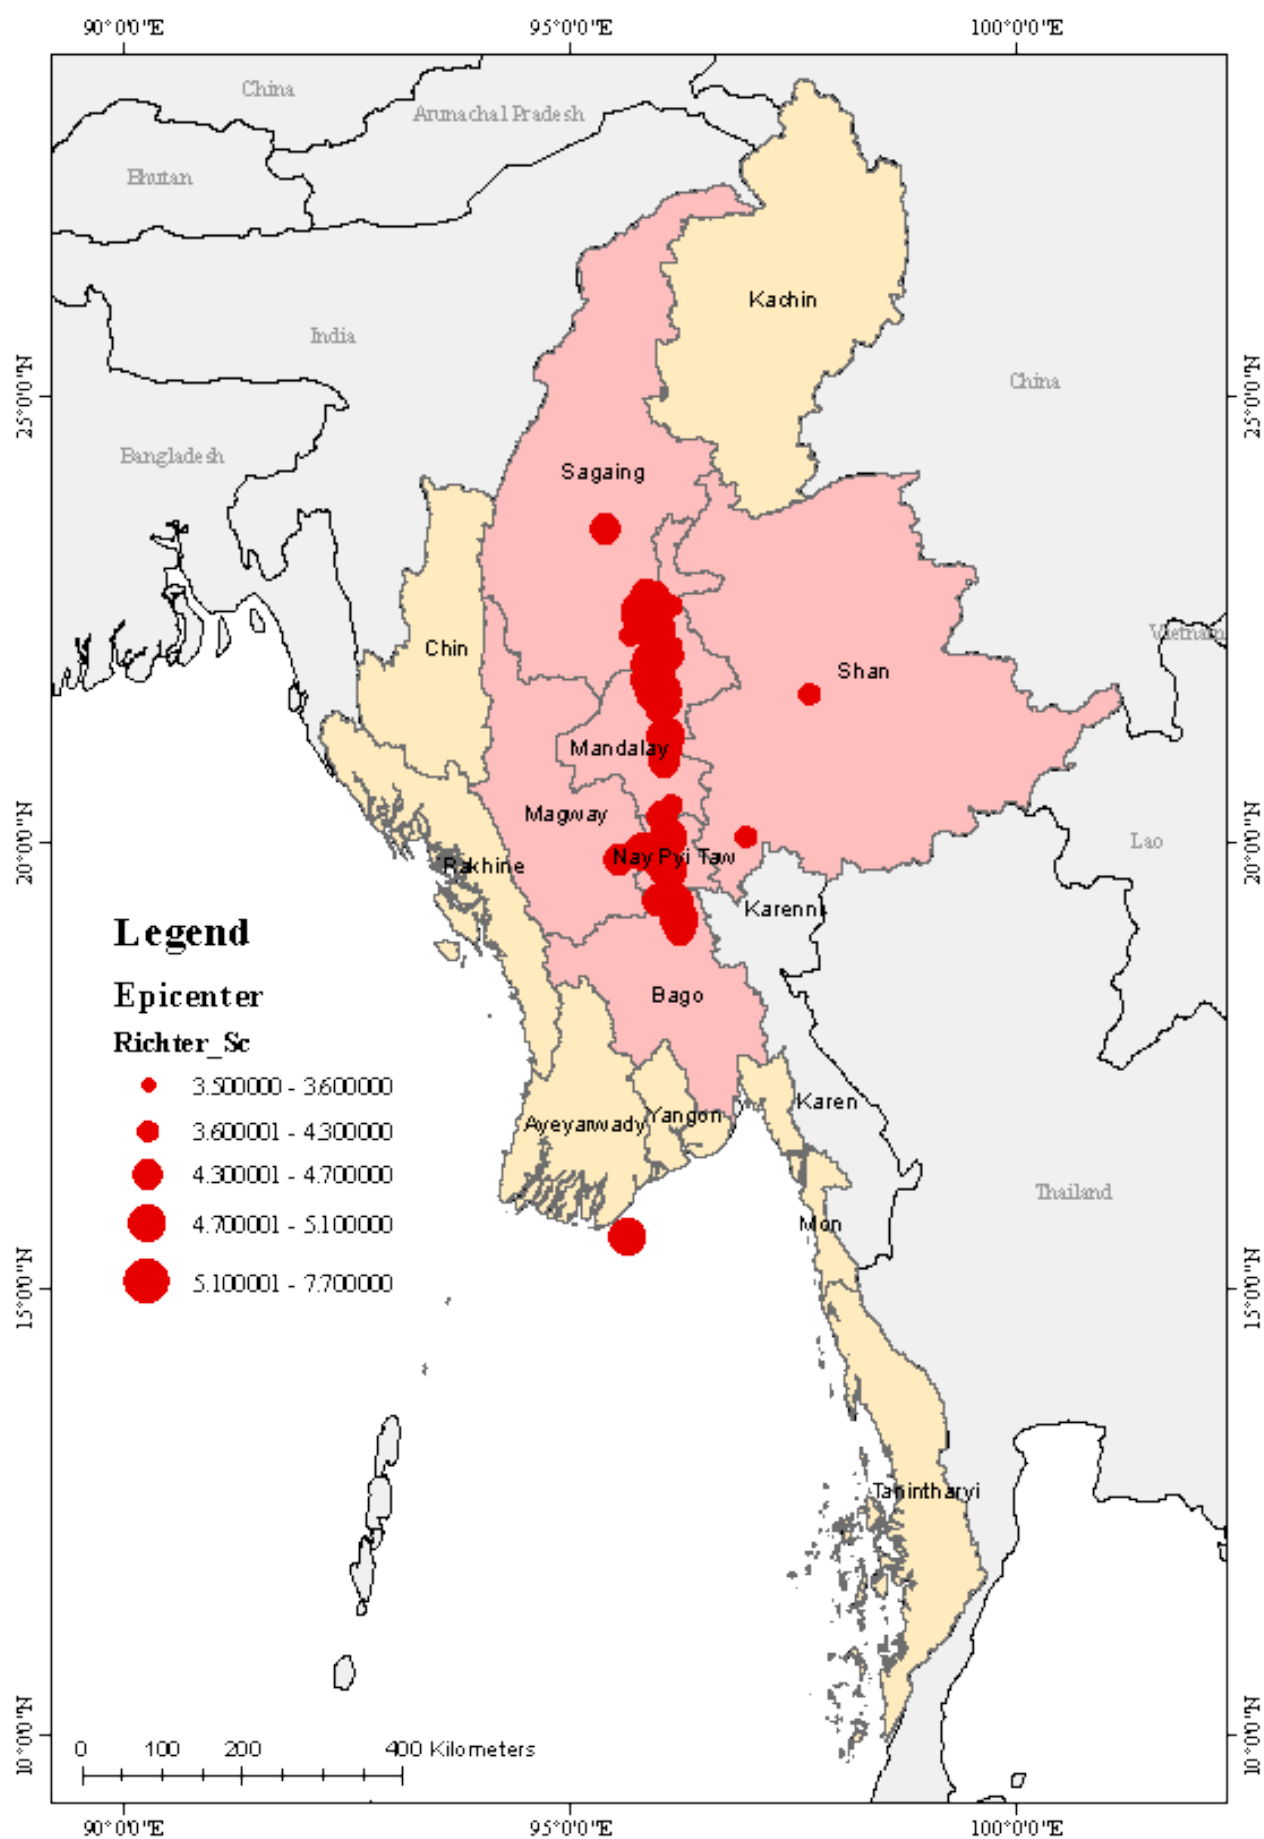 90°0'0"E 95°0'0"E 100°0'0"E
China
Arunachal Pradesh
Bhutan
Kachin
India
25°0'0"N
China
25°0'0"N
Bangladesh
Sagaing
Vietnam
Chin
Shan
Mandalay
Magway
20°0'0"N
Lao
20°0'0"N
Nay Pyi Taw
Rakhine
Karenni
Legend
Epicenter
Bago
Richter_Sc
3.500000 - 3.600000
3.600001 - 4.300000
4.300001 - 4.700000
4.700001 - 5.100000
5.100001 - 7.700000
Karen
Yangon
Ayeyarwady
Thailand
Mon
15°0'0"N
15°0'0"N
Tanintharyi
10°0'0"N
10°0'0"N
0 100 200 400 Kilometers
90°0'0"E 95°0'0"E 100°0'0"E